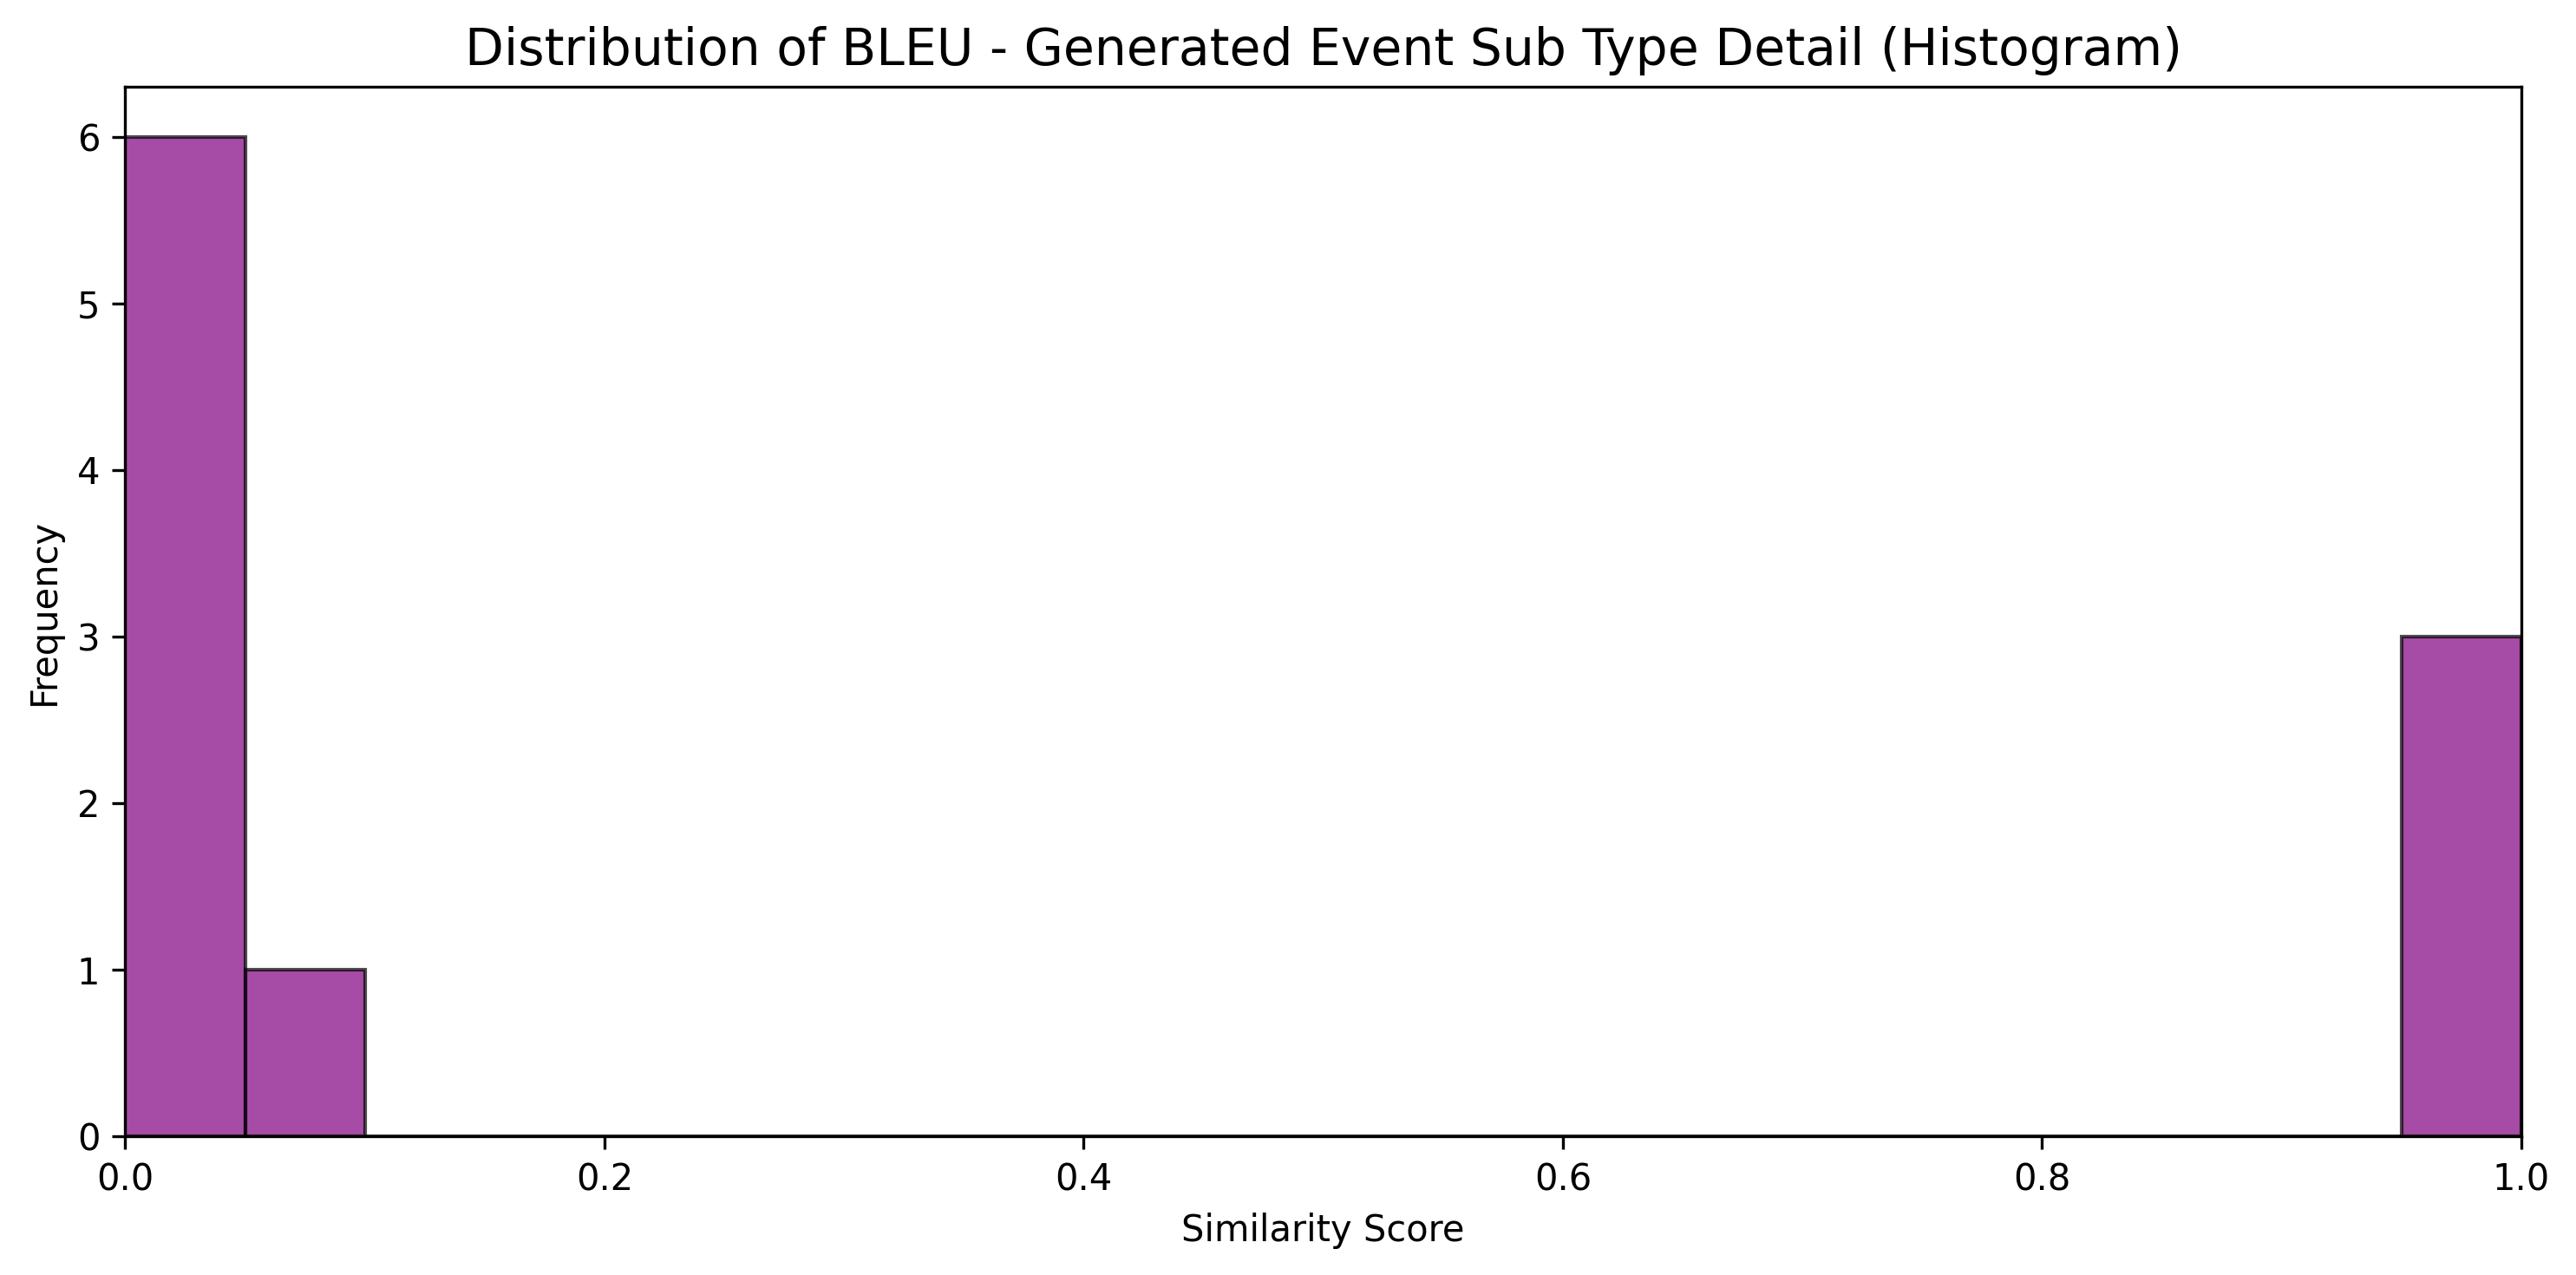 Distribution of BLEU - Generated Event Sub Type Detail (Histogram)
6
5
4
3
2
1
0
Frequency
0.0 0.2 0.4 0.6 0.8 1.0
Similarity Score